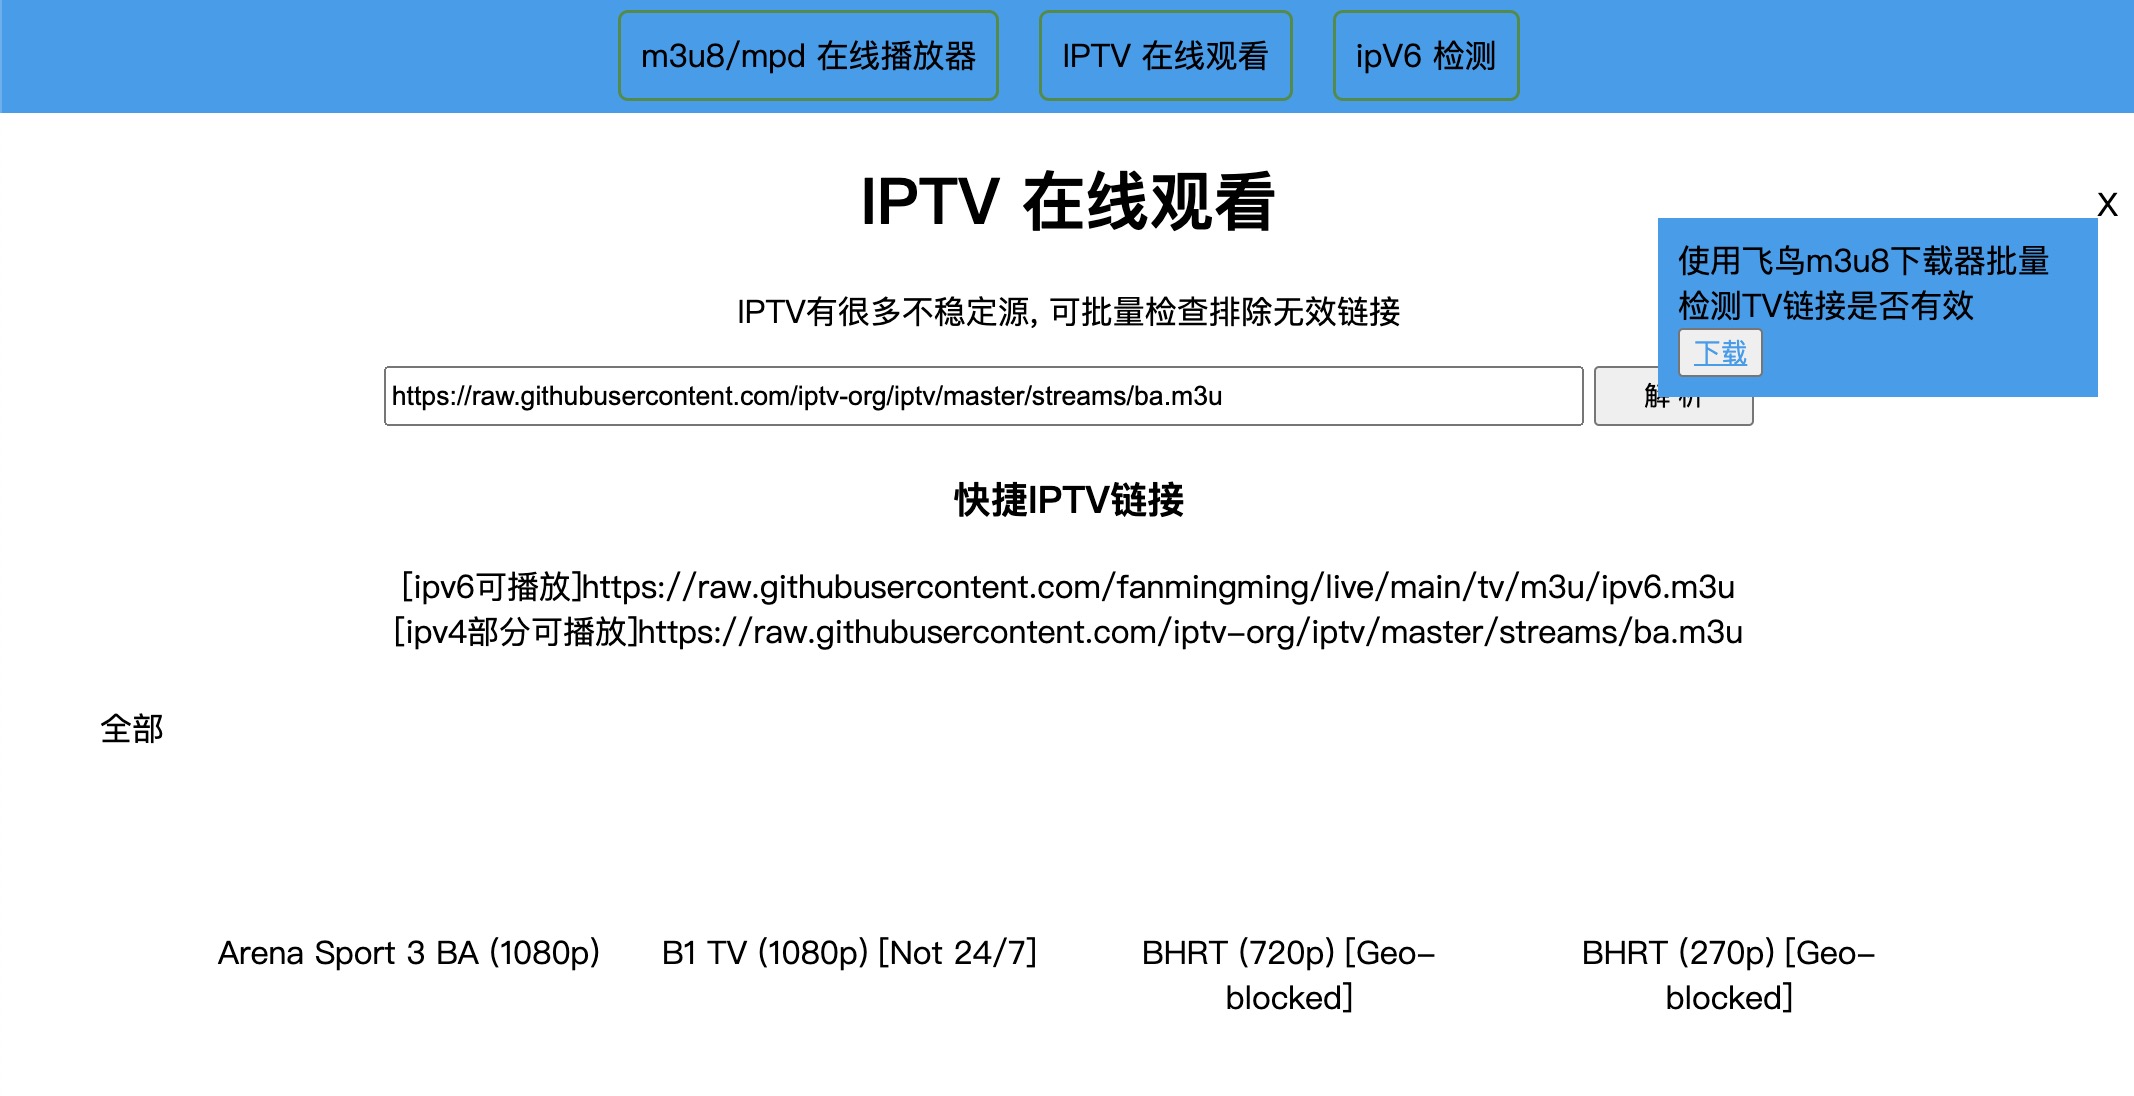 m3u8/mpd 在线播放器 IPTV 在线观看 ipV6 检测
IPTV 在线观看
X
使用飞鸟m3u8下载器批量
检测TV链接是否有效
下载
IPTV有很多不稳定源, 可批量检查排除无效链接
https://raw.githubusercontent.com/iptv-org/iptv/master/streams/ba.m3u 解 析
快捷IPTV链接
[ipv6可播放]https://raw.githubusercontent.com/fanmingming/live/main/tv/m3u/ipv6.m3u
[ipv4部分可播放]https://raw.githubusercontent.com/iptv-org/iptv/master/streams/ba.m3u
全部
Arena Sport 3 BA (1080p)
B1 TV (1080p) [Not 24/7]
BHRT (720p) [Geo-
blocked]
BHRT (270p) [Geo-
blocked]